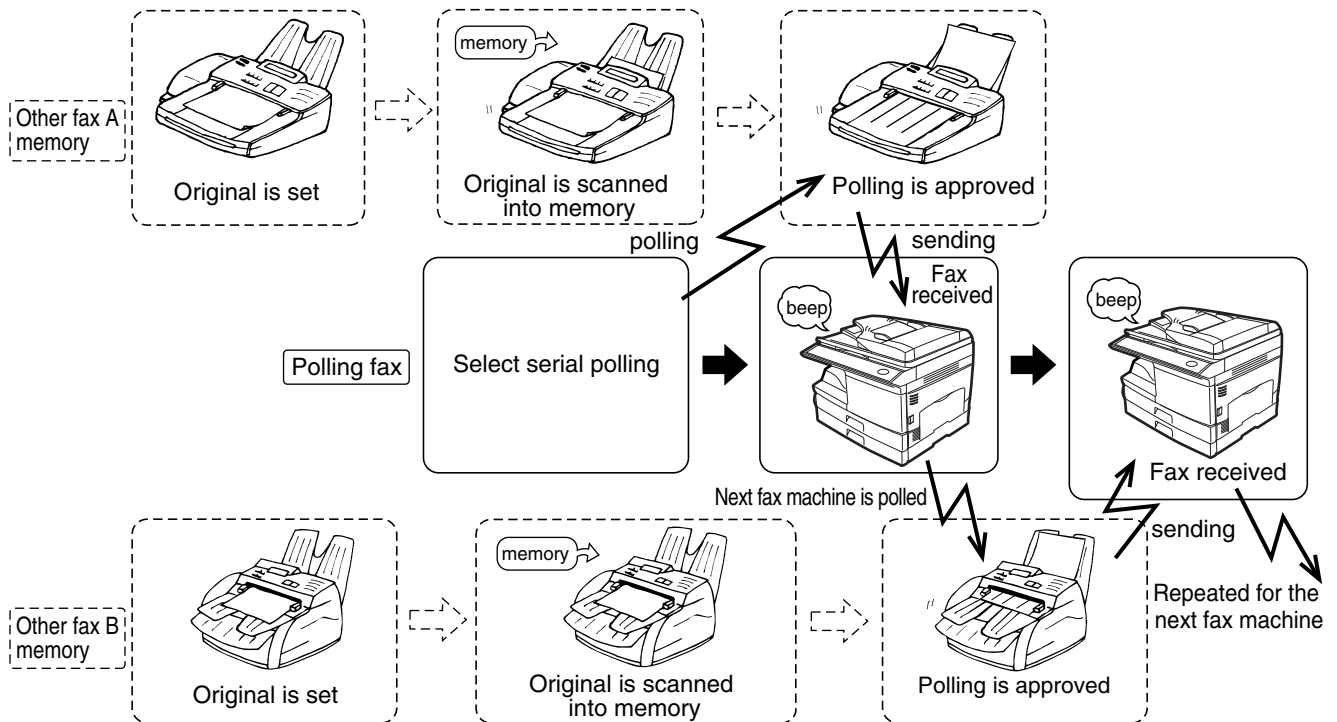 memory
Other fax A
memory
Original is set
Original is scanned
into memory
Polling is approved
polling
sending
Fax
received
beep
beep
Polling fax
Select serial polling
Fax received
Next fax machine is polled
sending
memory
Repeated for the
next fax machine
Other fax B
memory
Original is set
Original is scanned
into memory
Polling is approved